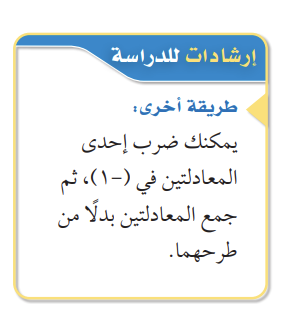 إرشادات للدراسة
طريقة أخرى:
يمكنك ضرب إحدى
المعادلتين في (-١)، ثم
جمع المعادلتين بدلًا من
طرحهما.